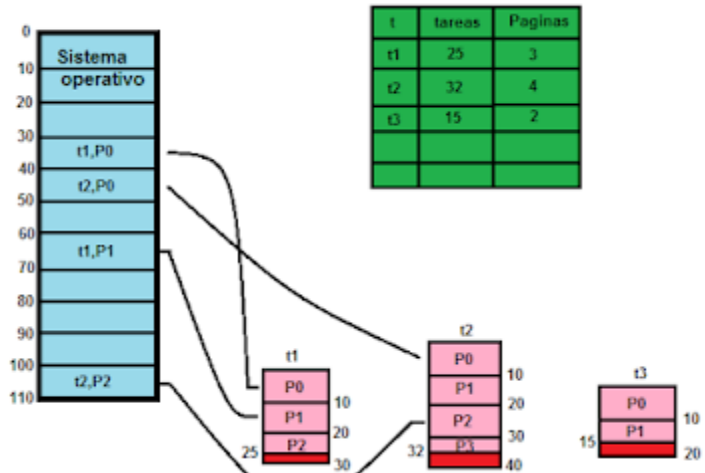 0
Sistema
operativo
10
20
30
t1,P0
40
t2,P0
50
60
t1,P1
70
80
90
100
t2,P2
110
t tareas Paginas
t1 25 3
t2 32 4
t3 15 2
t1
P0
10
P1
20
P2
25
30
t2
P0
10
P1
20
P2
30
32
P3
40
t3
P0
10
P1
15
20